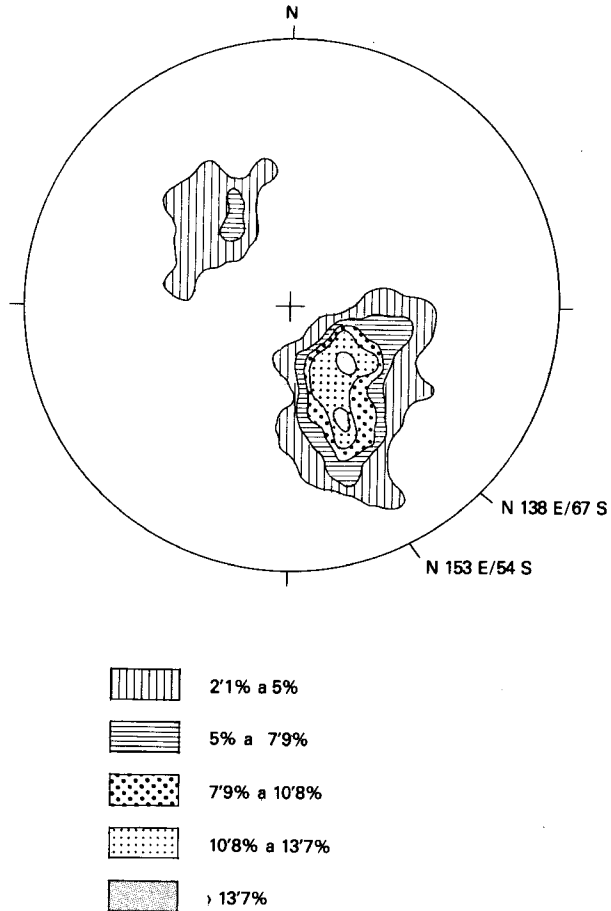 N
N 138 E/67 S
N 153 E/54 S
2'1% a 5%
5% a 7'9%
7'9% a 10'8%
10'8% a 13'7%
› 13'7%